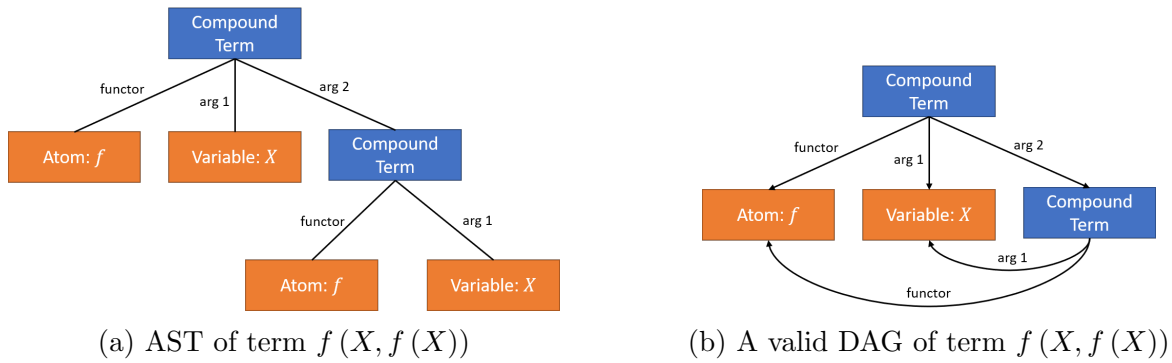 Compound
Term
functor
arg 1
arg 2
Atom: f
Variable: X
Compound
Term
functor
arg 1
Atom: f
Variable: X
(a) AST of term f (X, f (X))
Compound
Term
functor
arg 1
arg 2
Atom: f
Variable: X
Compound
Term
arg 1
functor
(b) A valid DAG of term f (X, f (X))